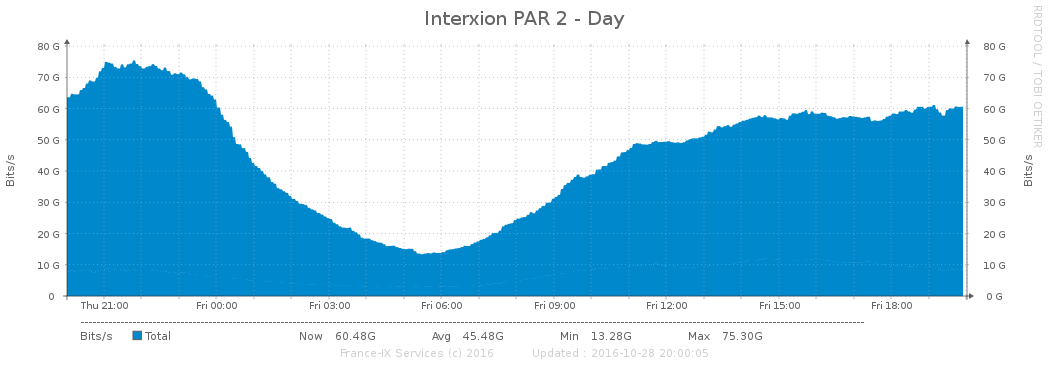 Interxion PAR 2 - Day
RRDTOOL / TOBI OETIKER
80 G 80 G
70 G 70 G
60 G 60 G
50 G 50 G
40 G 40 G
30 G 30 G
20 G 20 G
10 G 10 G
0 0 G
Bits/s
Bits/s
Thu 21:00 Fri 00:00 Fri 03:00 Fri 06:00 Fri 09:00 Fri 12:00 Fri 15:00 Fri 18:00
Bits/s Total Now 60.48G Avg 45.48G Min 13.28G Max 75.30G
France-IX Services (c) 2016 Updated : 2016-10-28 20:00:05